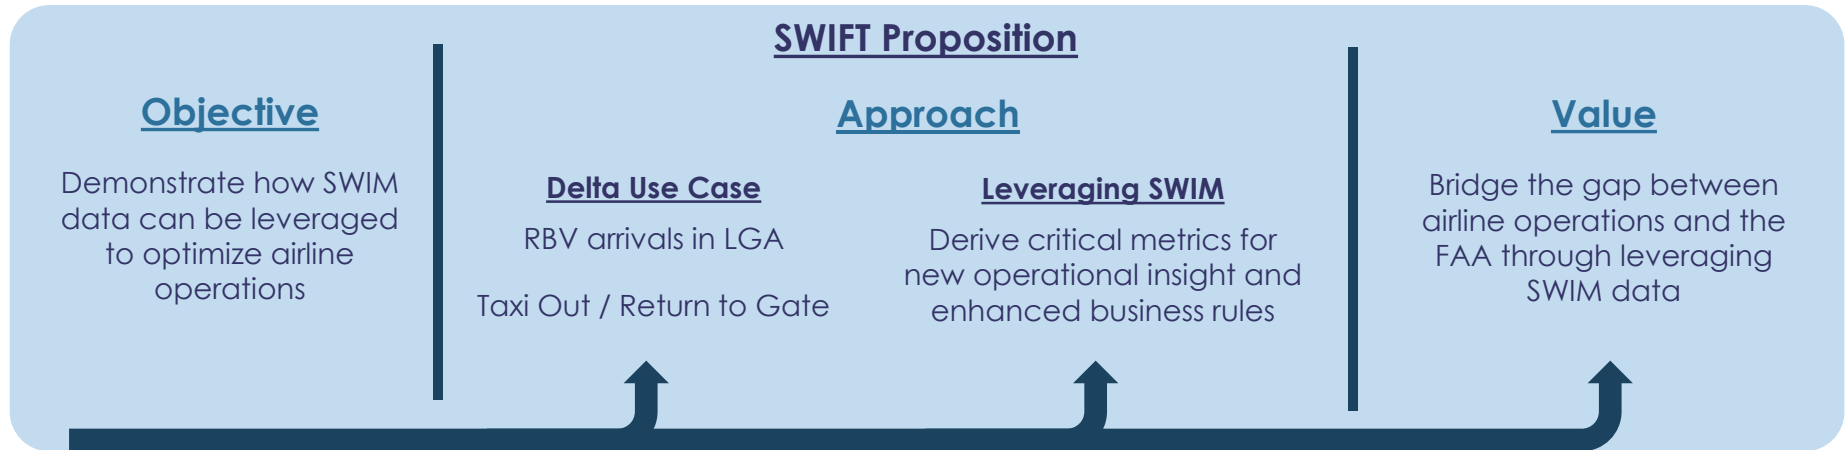 SWIFT Proposition
Objective
Demonstrate how SWIM
data can be leveraged
to optimize airline
operations
Approach
Delta Use Case
RBV arrivals in LGA
Taxi Out / Return to Gate
Leveraging SWIM
Derive critical metrics for
new operational insight and
enhanced business rules
Value
Bridge the gap between
airline operations and the
FAA through leveraging
SWIM data